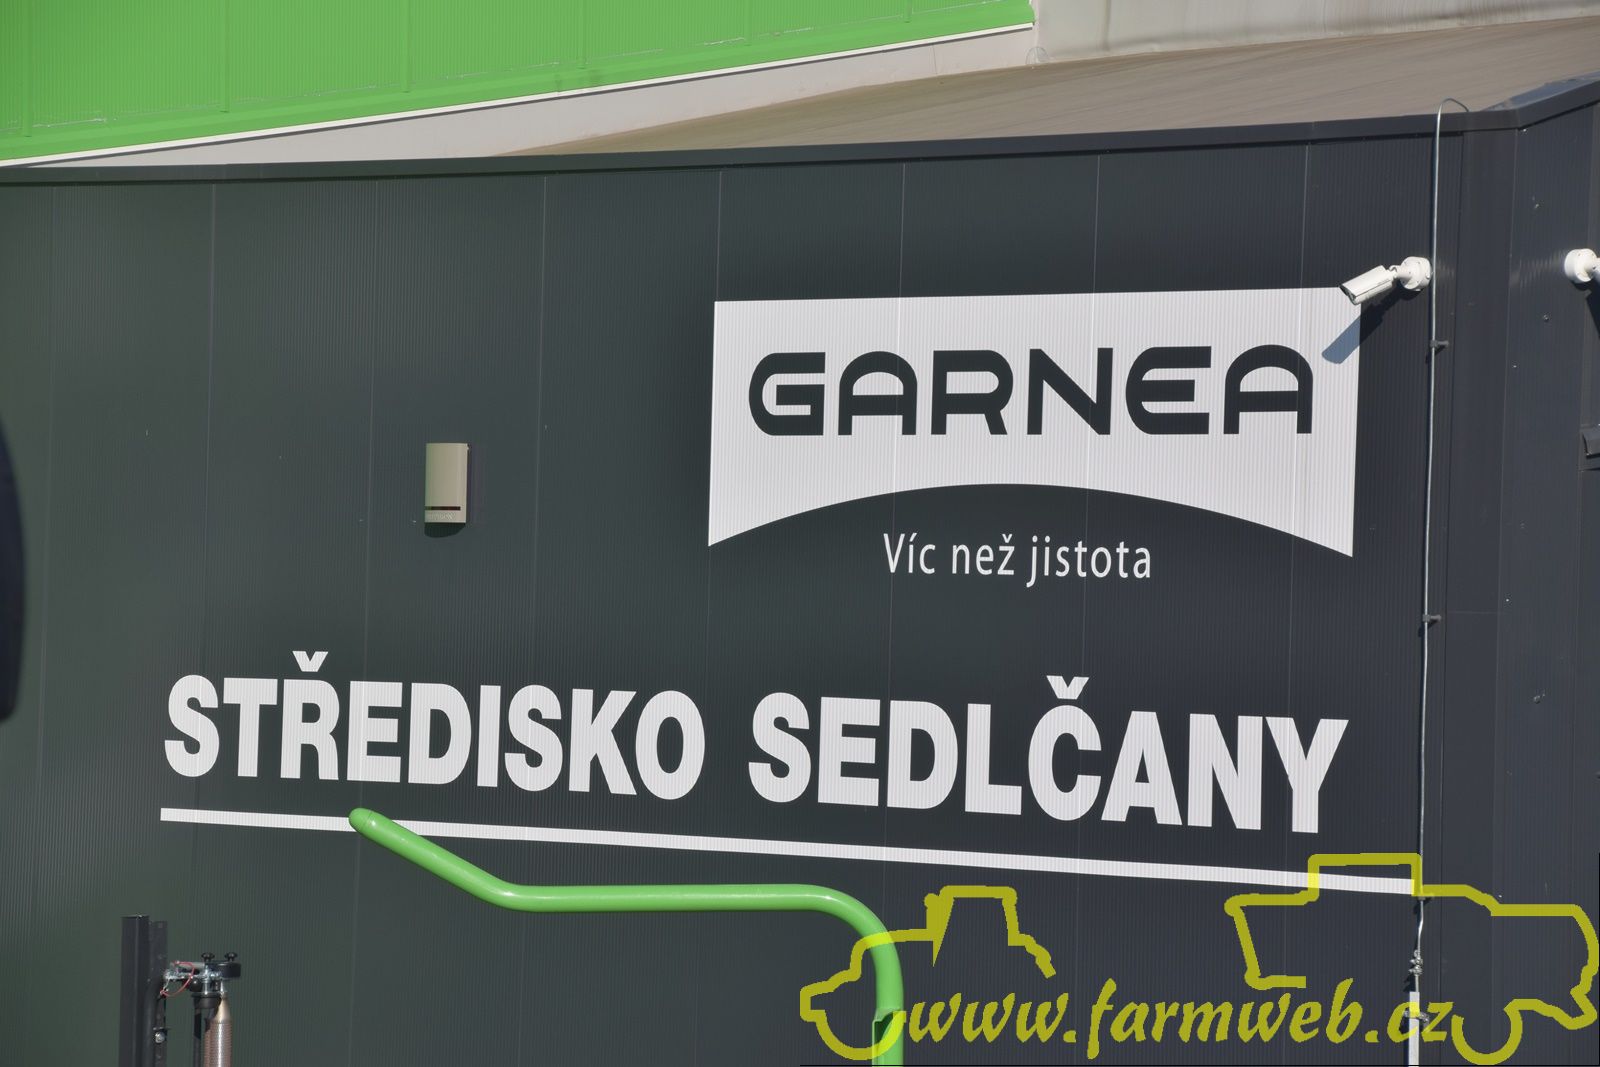 GARNEA
Víc než jistota
STŘEDISKO SEDLČANY
www.farmweb.cz